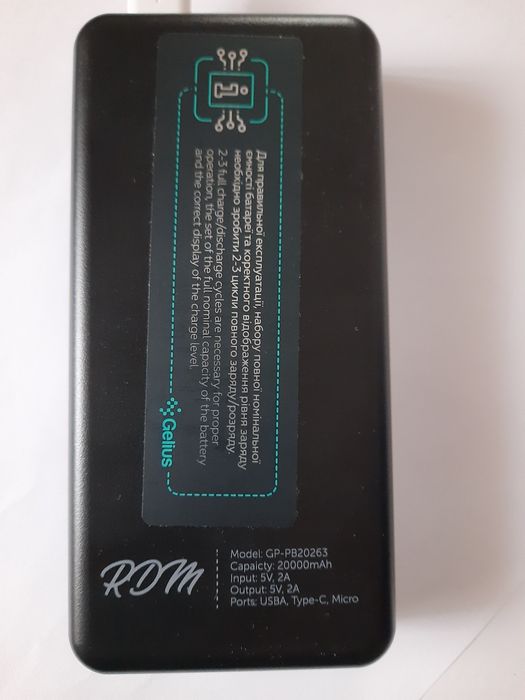 Для правильної експлуатації, набору повної номінальної
ємності батареї та коректного відображення рівня заряду
необхідно зробити 2-3 цикли повного заряду/розряду.
2-3 full charge/discharge cycles are necessary for proper
operation, the set of the full nominal capacity of the battery
and the correct display of the charge level.
Gelius
RDM
Model: GP-PB20263
Capaicty: 20000mAh
Input: 5V, 2A
Output: 5V, 2A
Ports: USBA, Type-C, Micro